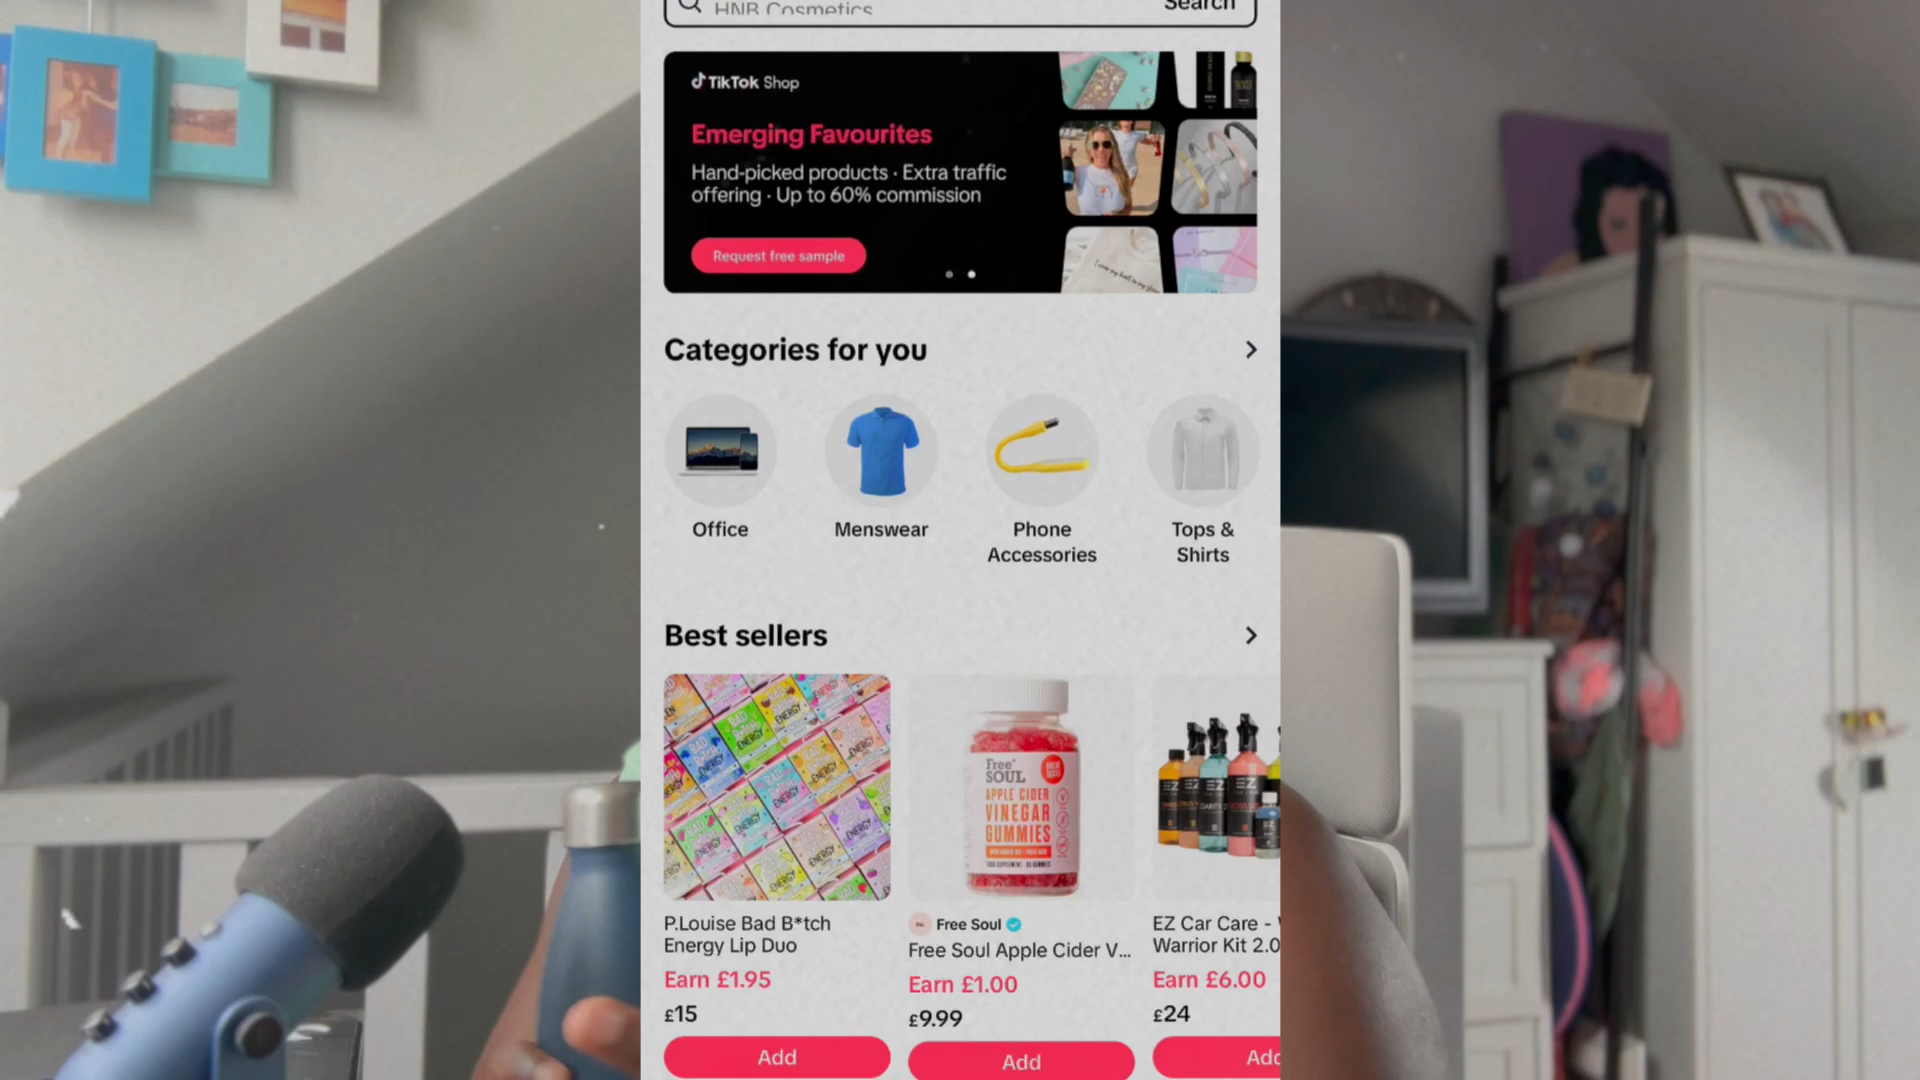 HNB Cosmetics
Search
TikTok Shop
Emerging Favourites
Hand-picked products · Extra traffic
offering · Up to 60% commission
Request free sample
Categories for you
Office
Menswear
Phone
Accessories
Tops &
Shirts
Best sellers
Free
SOUL
APPLE CIDER
VINEGAR
GUMMIES
P.Louise Bad B*tch
Energy Lip Duo
Earn £1.95
£15
Add
Free Soul
Free Soul Apple Cider V...
Earn £1.00
£9.99
Add
EZ Car Care -
Warrior Kit 2.0
Earn £6.00
£24
Add